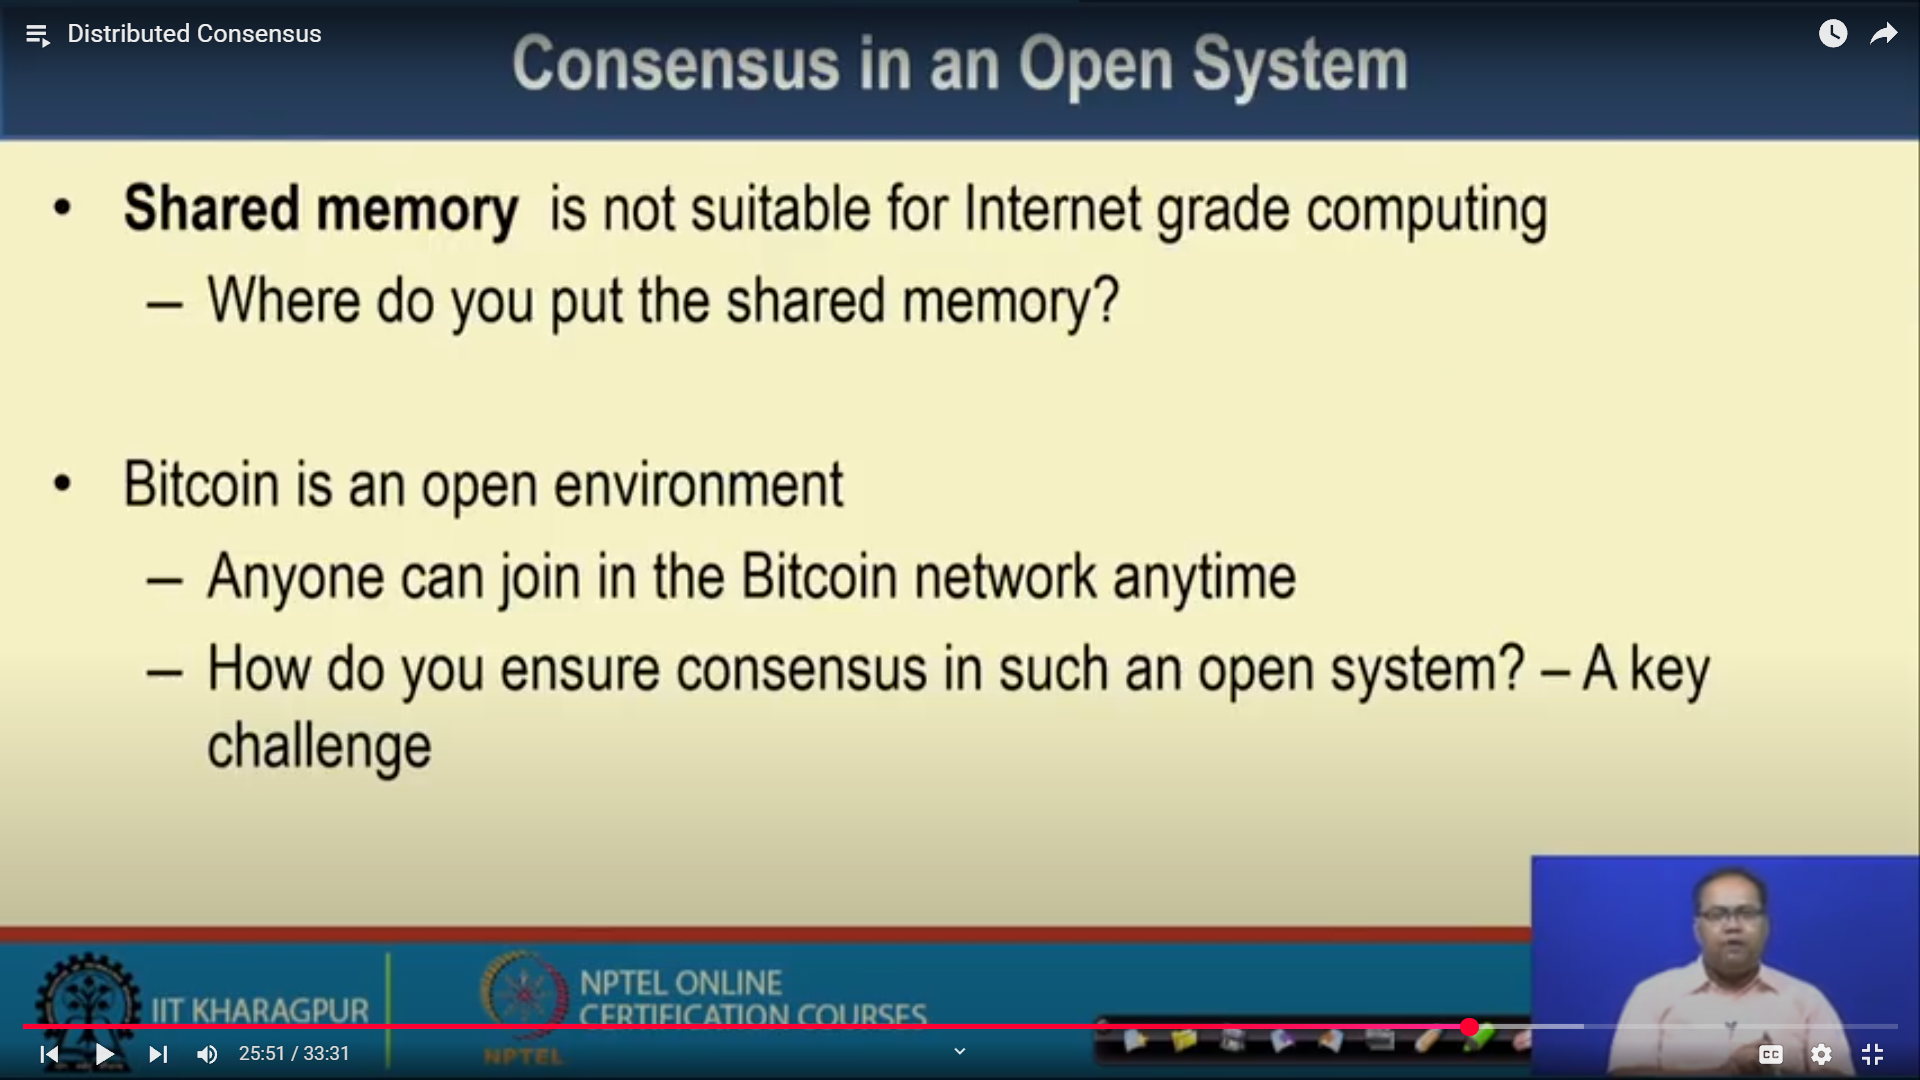 Distributed Consensus
Consensus in an Open System
• Shared memory is not suitable for Internet grade computing
– Where do you put the shared memory?
• Bitcoin is an open environment
– Anyone can join in the Bitcoin network anytime
– How do you ensure consensus in such an open system? – A key
challenge
IIT KHARAGPUR
NPTEL ONLINE
CERTIFICATION COURSES
NPTEL
25:51 / 33:31
CC